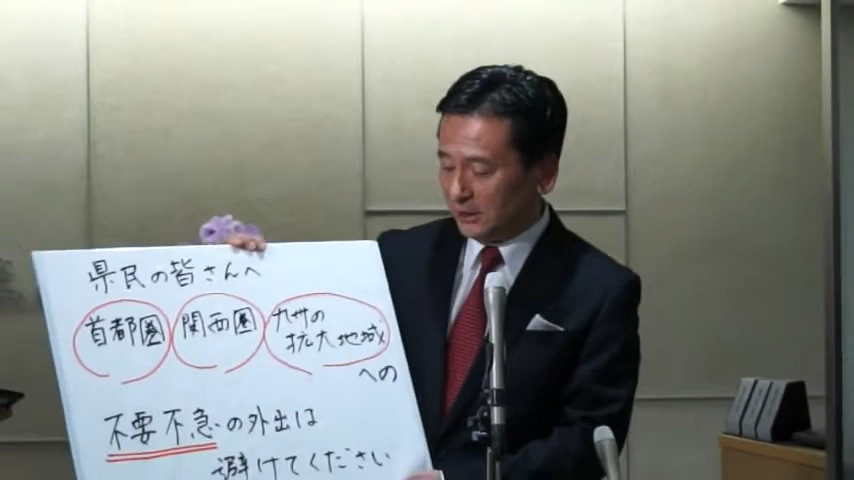 県民の皆さんへ
首都圏 関西圏 九州の拡大地域
への
不要不急の外出は
避けてください